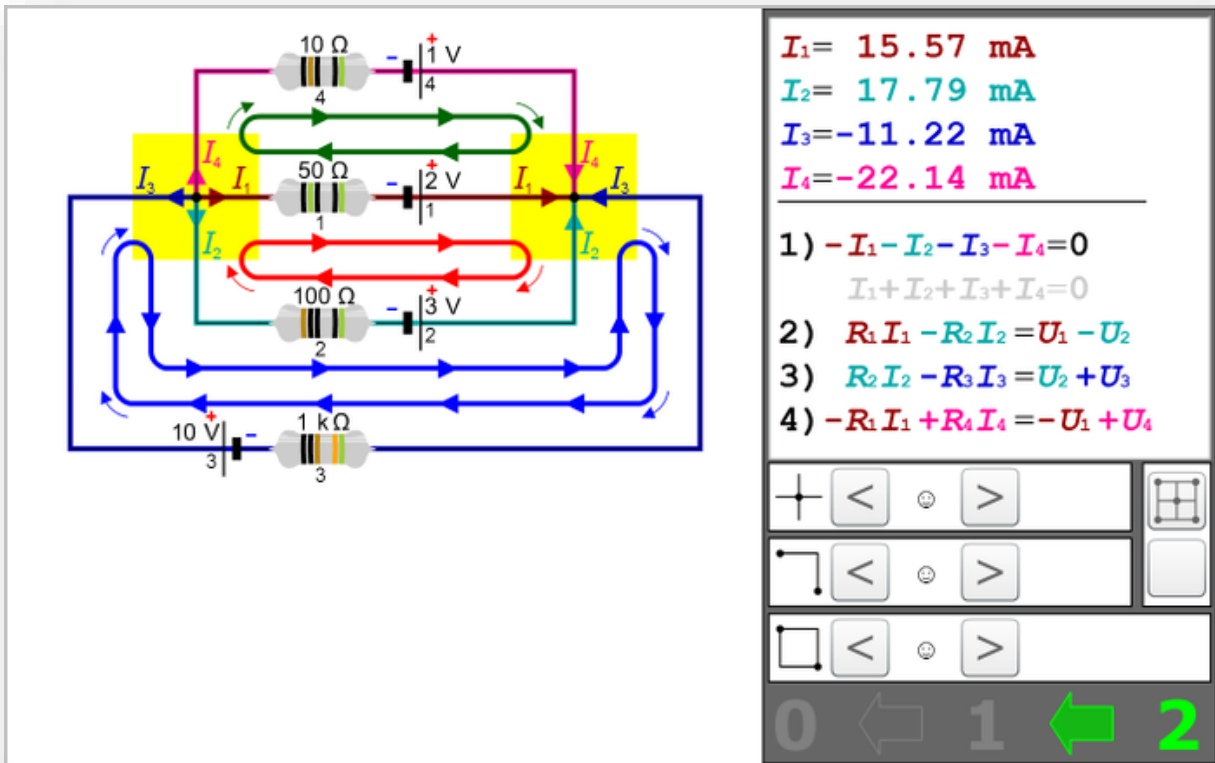 10 Ω
+
- 1 V
4 4
I₄ I₄
I₃ I₁ 50 Ω - + 2 V I₁ I₃
1 1
I₂ I₂
100 Ω
+
- 3 V
2 2
+
10 V - 1 k Ω
3 3
I₁= 15.57 mA
I₂= 17.79 mA
I₃=-11.22 mA
I₄=-22.14 mA
1) -I₁-I₂-I₃-I₄=0
I₁+I₂+I₃+I₄=0
2) R₁I₁-R₂I₂=U₁-U₂
3) R₂I₂-R₃I₃=U₂+U₃
4) -R₁I₁+R₄I₄=-U₁+U₄
< >
< >
< >
0 1 2